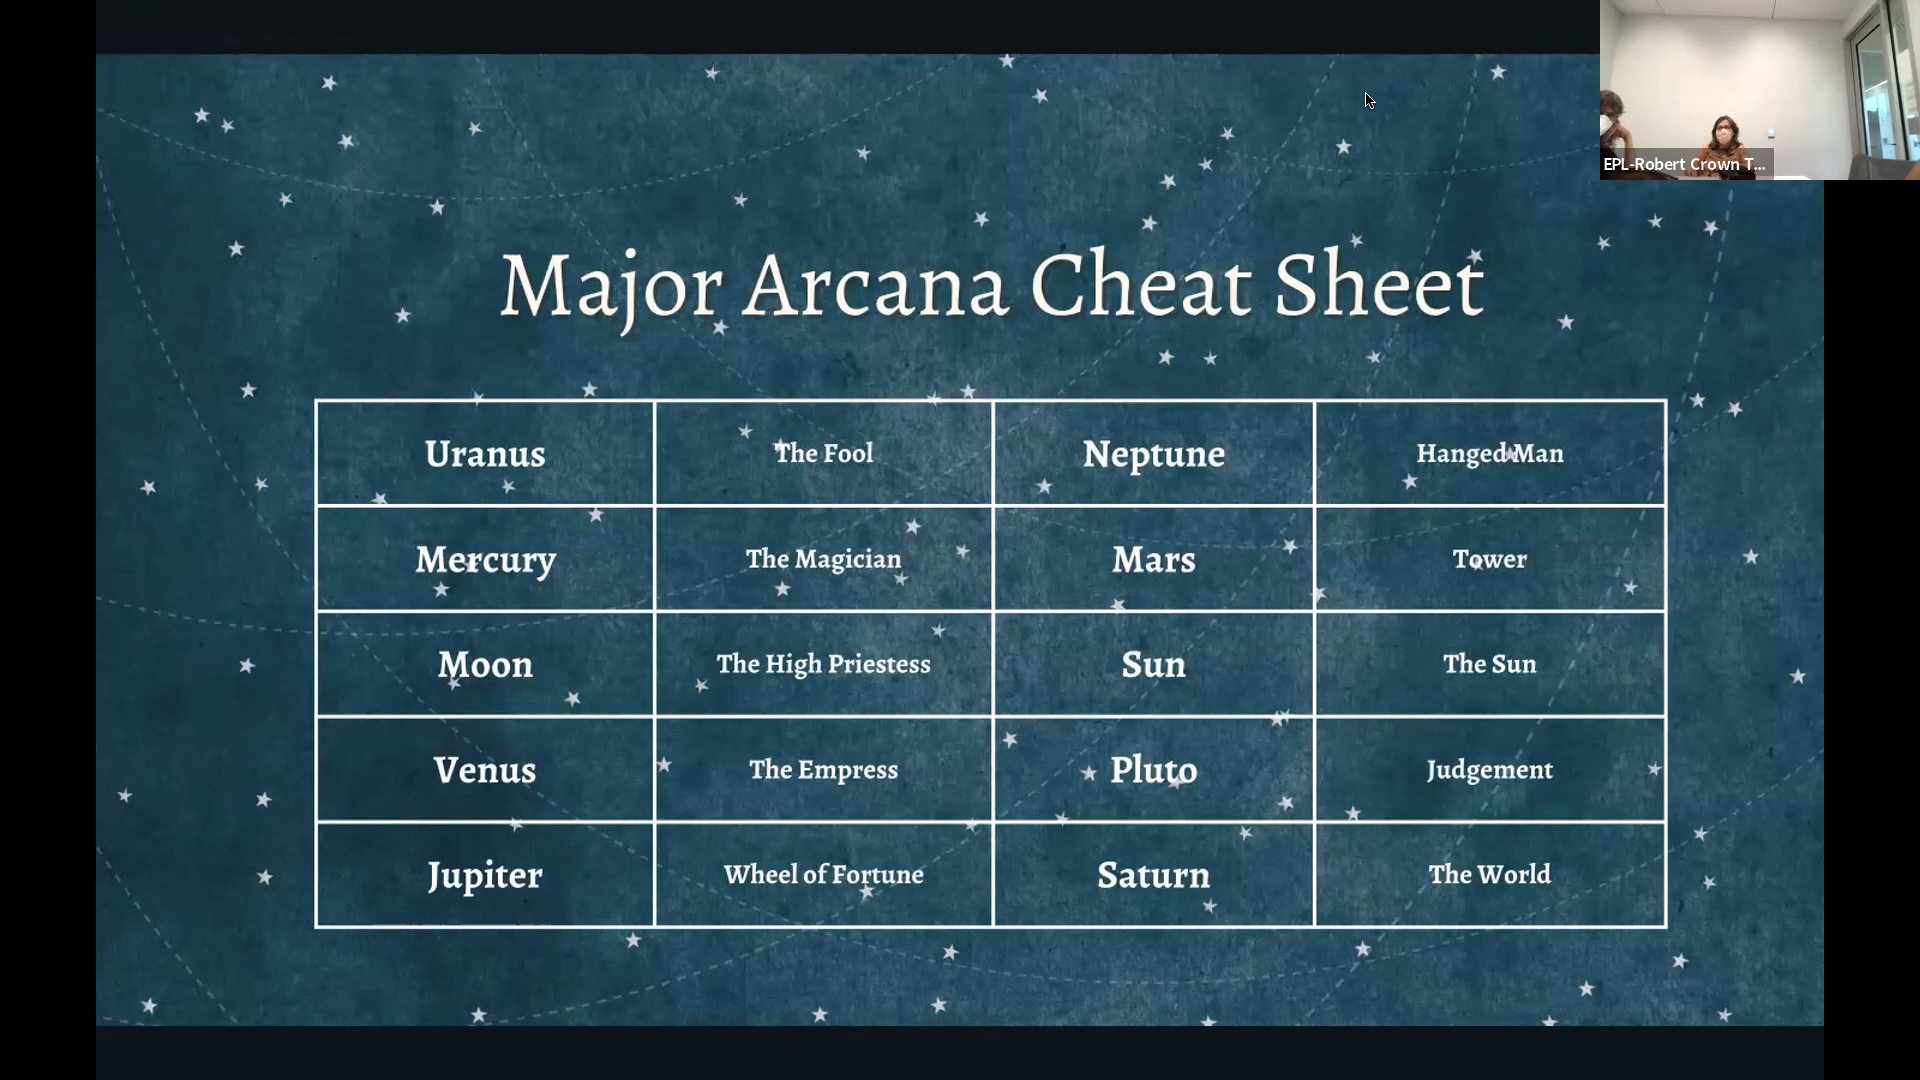 EPL-Robert Crown T...
Major Arcana Cheat Sheet
Uranus The Fool Neptune Hanged Man
Mercury The Magician Mars Tower
Moon The High Priestess Sun The Sun
Venus The Empress Pluto Judgement
Jupiter Wheel of Fortune Saturn The World